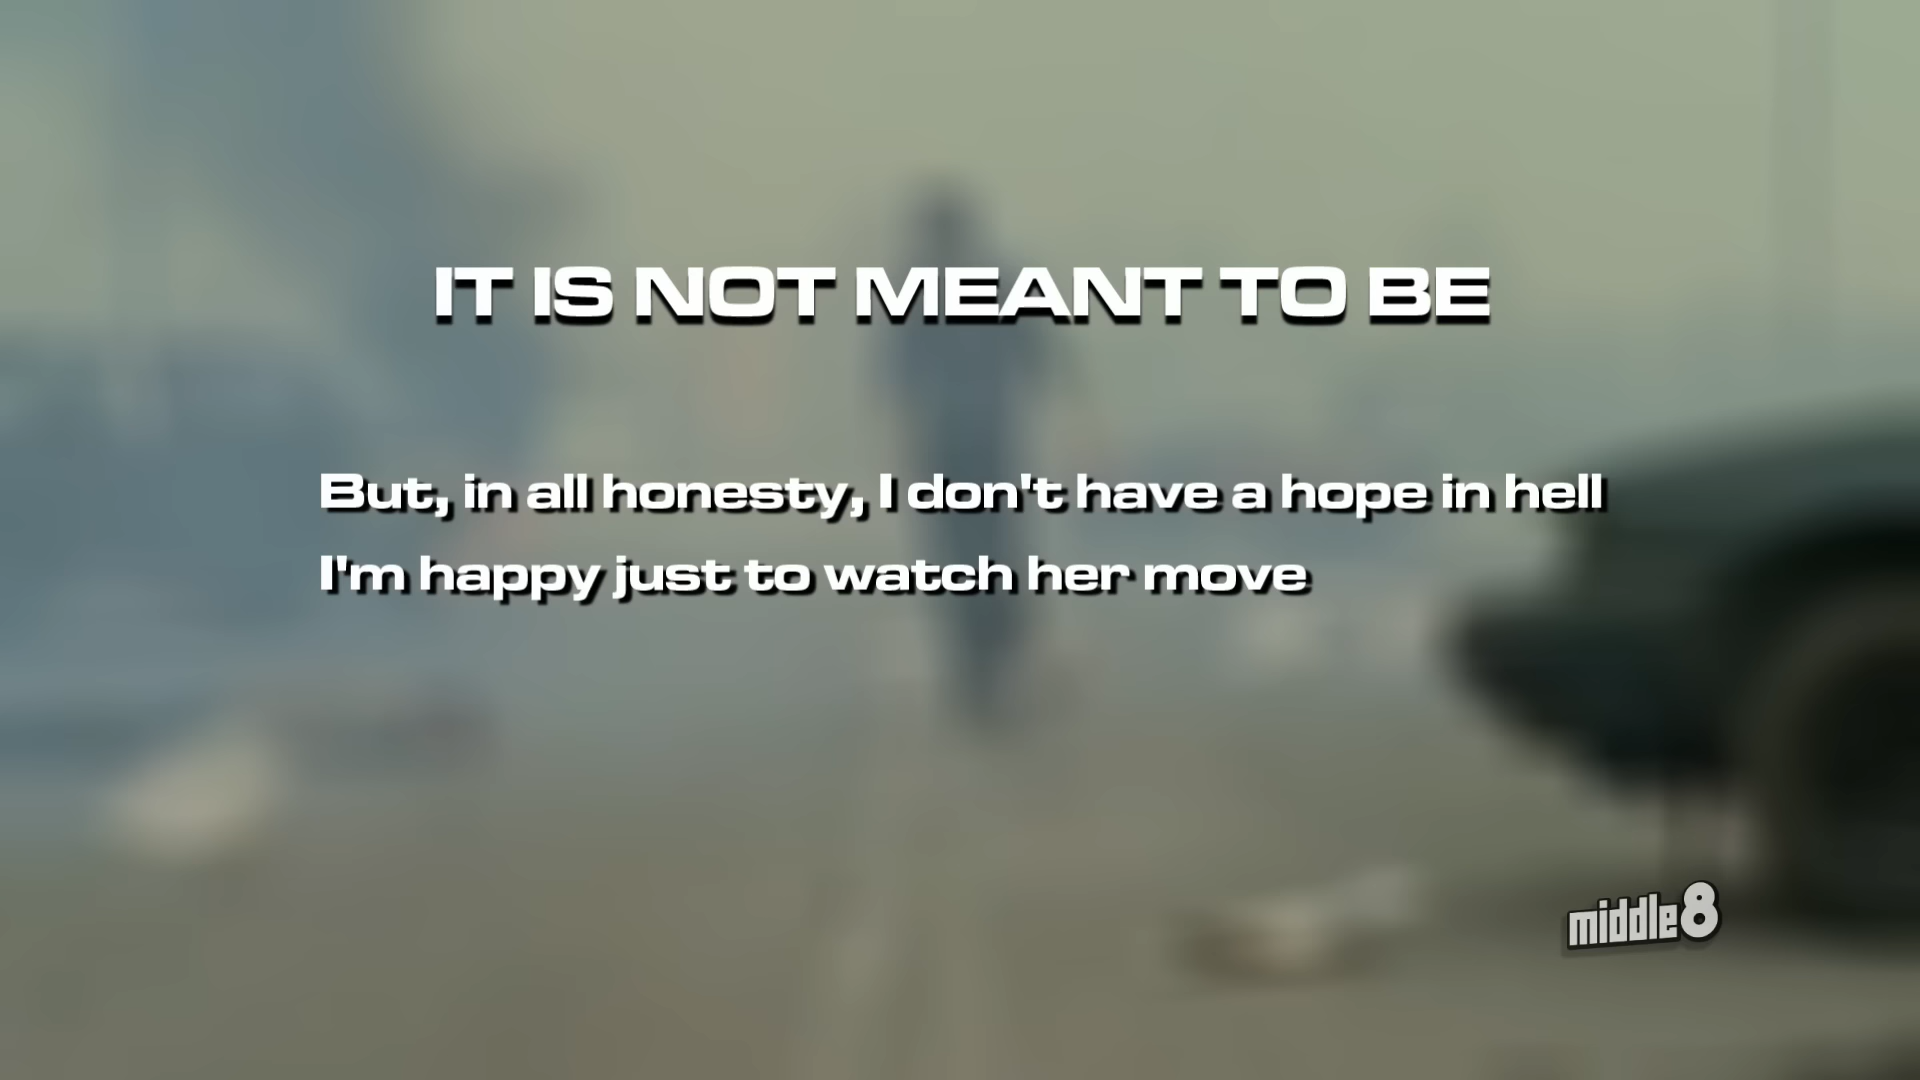 IT IS NOT MEANT TO BE
But, in all honesty, I don't have a hope in hell
I'm happy just to watch her move
middle8